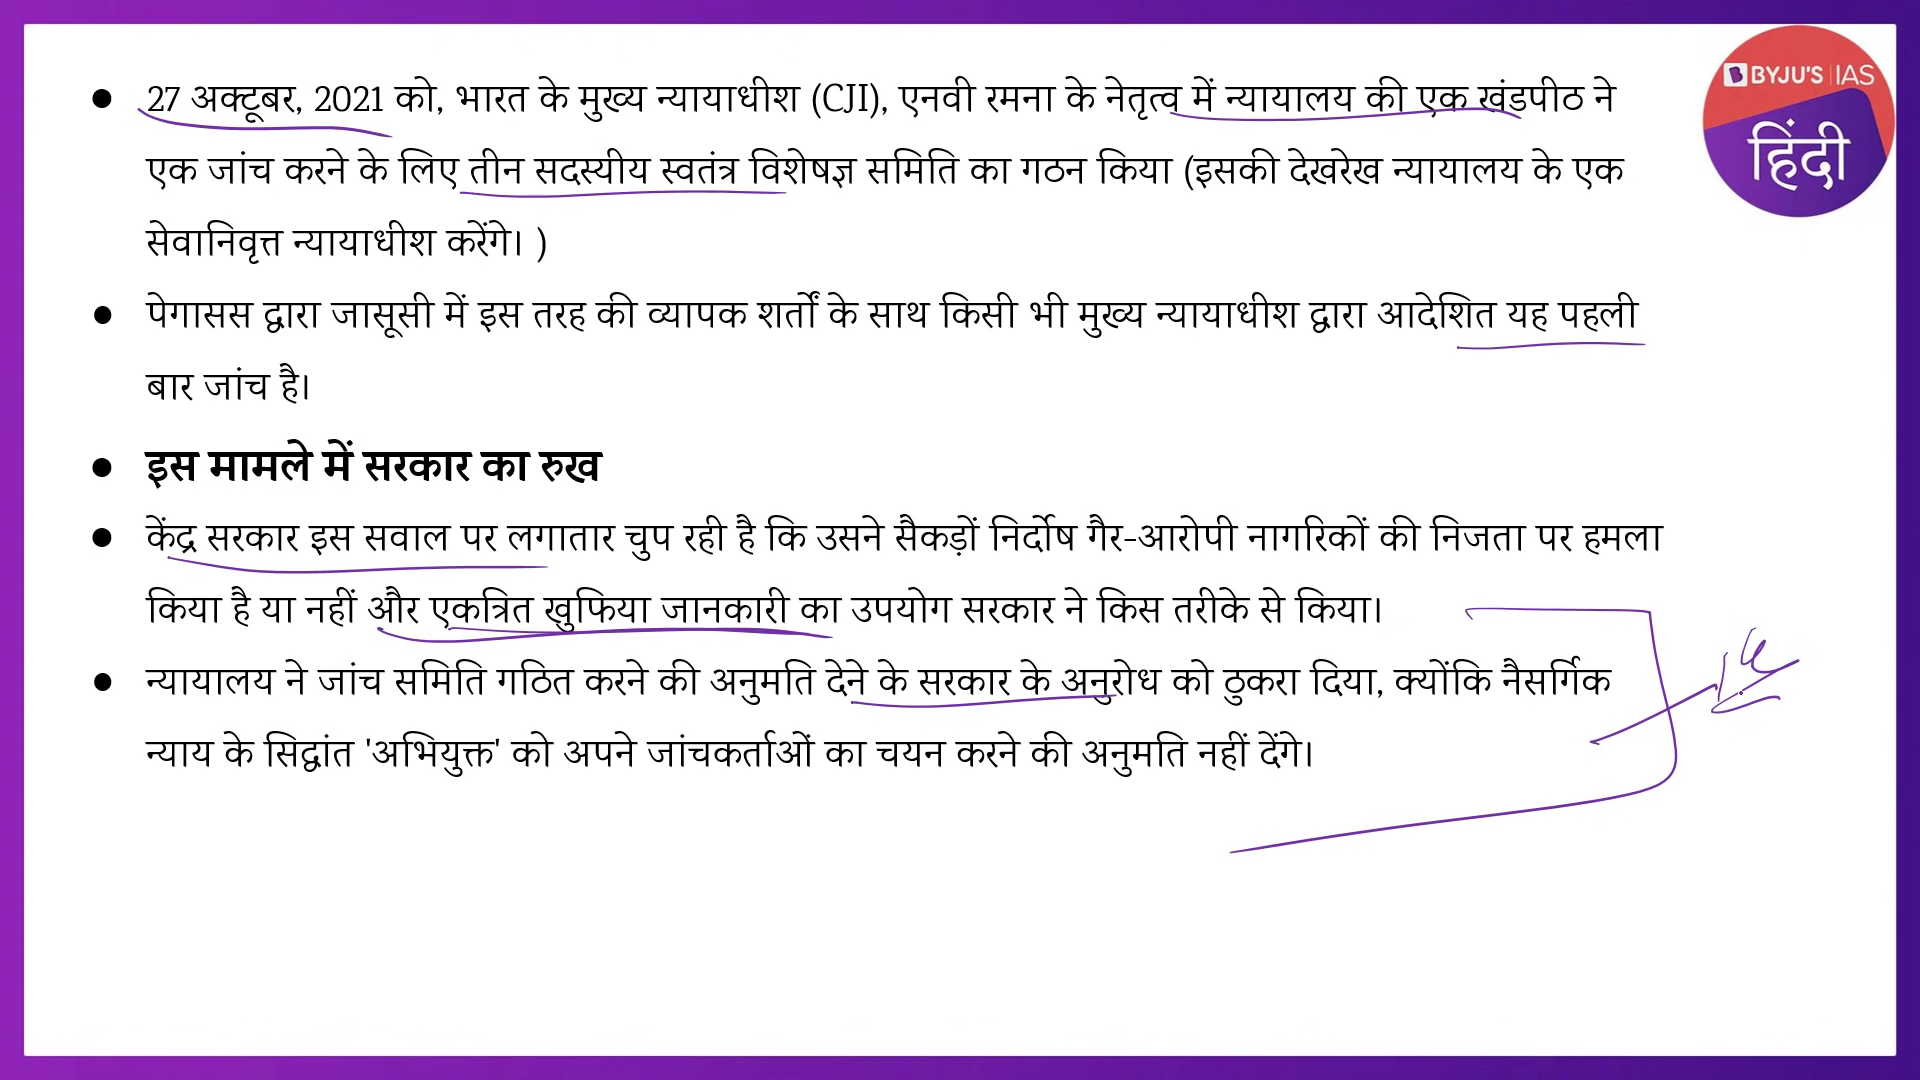 BYJU'S IAS
हिंदी
● 27 अक्टूबर, 2021 को, भारत के मुख्य न्यायाधीश (CJI), एनवी रमना के नेतृत्व में न्यायालय की एक खंडपीठ ने
एक जांच करने के लिए तीन सदस्यीय स्वतंत्र विशेषज्ञ समिति का गठन किया (इसकी देखरेख न्यायालय के एक
सेवानिवृत्त न्यायाधीश करेंगे। )
● पेगासस द्वारा जासूसी में इस तरह की व्यापक शर्तों के साथ किसी भी मुख्य न्यायाधीश द्वारा आदेशित यह पहली
बार जांच है।
● इस मामले में सरकार का रुख
● केंद्र सरकार इस सवाल पर लगातार चुप रही है कि उसने सैकड़ों निर्दोष गैर-आरोपी नागरिकों की निजता पर हमला
किया है या नहीं और एकत्रित खुफिया जानकारी का उपयोग सरकार ने किस तरीके से किया।
● न्यायालय ने जांच समिति गठित करने की अनुमति देने के सरकार के अनुरोध को ठुकरा दिया, क्योंकि नैसर्गिक
न्याय के सिद्वांत 'अभियुक्त' को अपने जांचकर्ताओं का चयन करने की अनुमति नहीं देंगे।